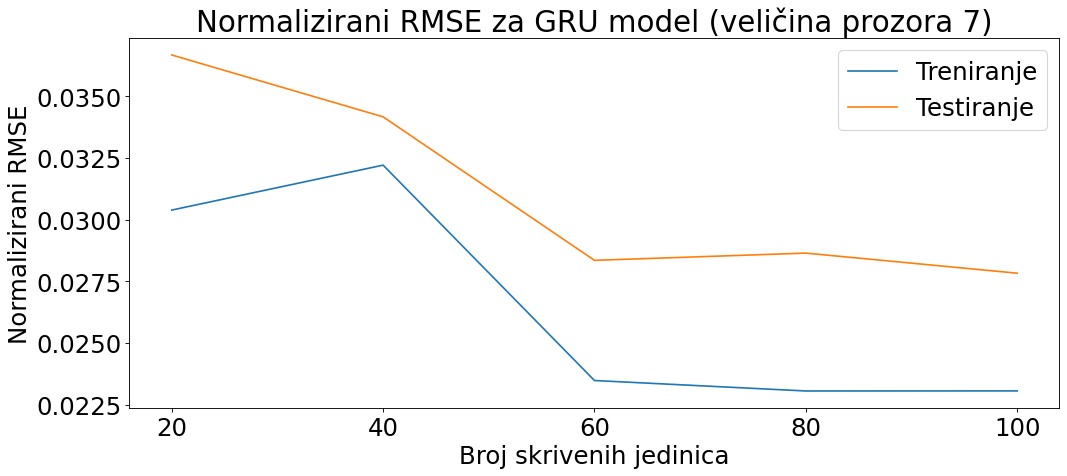 Normalizirani RMSE za GRU model (veličina prozora 7)
Treniranje
Testiranje
Normalizirani RMSE
0.0350
0.0325
0.0300
0.0275
0.0250
0.0225
20 40 60 80 100
Broj skrivenih jedinica